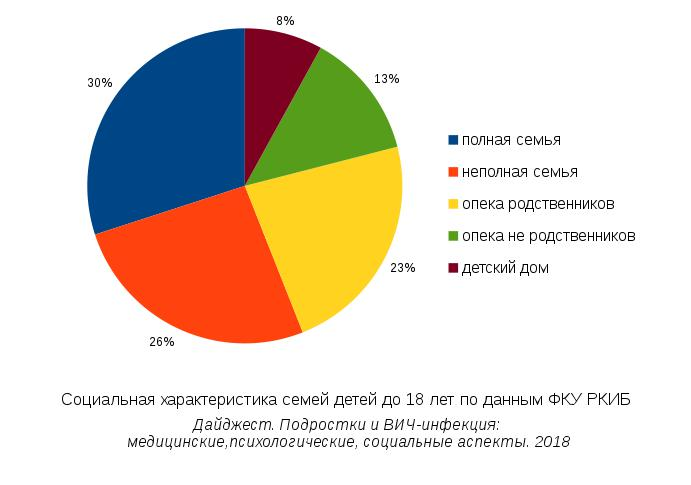 8%
30%
13%
полная семья
неполная семья
опека родственников
опека не родственников
детский дом
23%
26%
Социальная характеристика семей детей до 18 лет по данным ФКУ РКИБ
Дайджест. Подростки и ВИЧ-инфекция:
медицинские,психологические, социальные аспекты. 2018